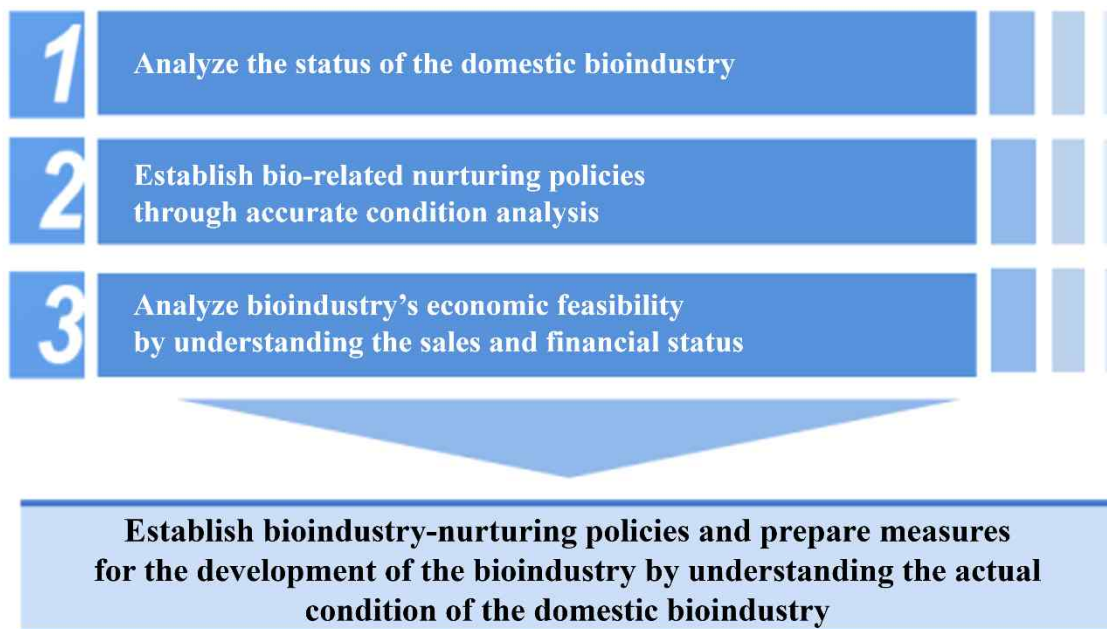 1
Analyze the status of the domestic bioindustry
2
Establish bio-related nurturing policies
through accurate condition analysis
3
Analyze bioindustry’s economic feasibility
by understanding the sales and financial status
Establish bioindustry-nurturing policies and prepare measures
for the development of the bioindustry by understanding the actual
condition of the domestic bioindustry